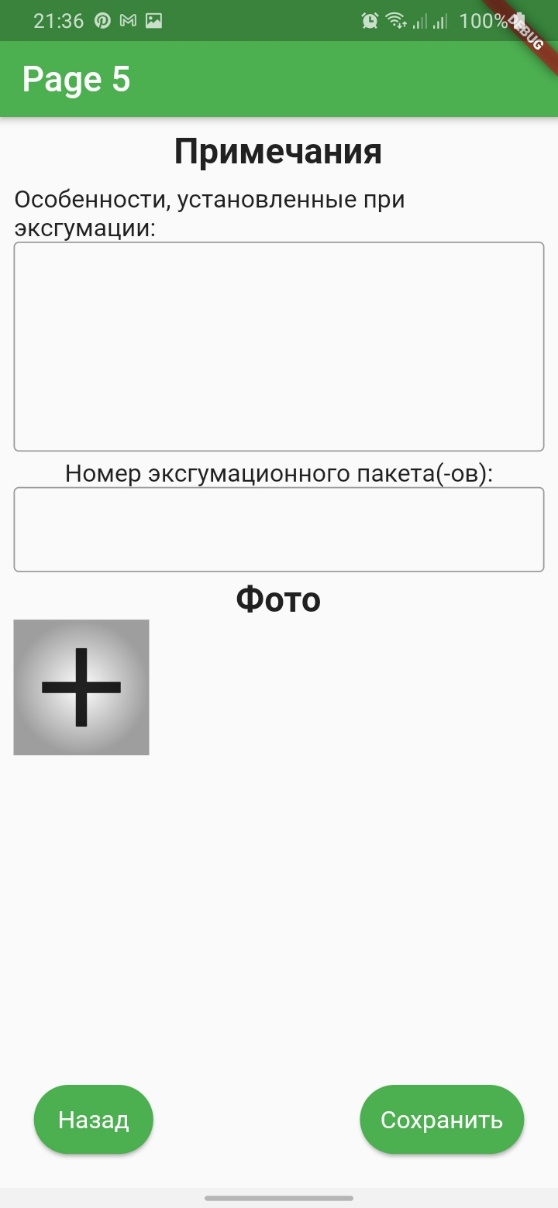 21:36 100%
DEBUG
Page 5
Примечания
Особенности, установленные при
эксгумации:
Номер эксгумационного пакета(-ов):
Фото
Назад Сохранить